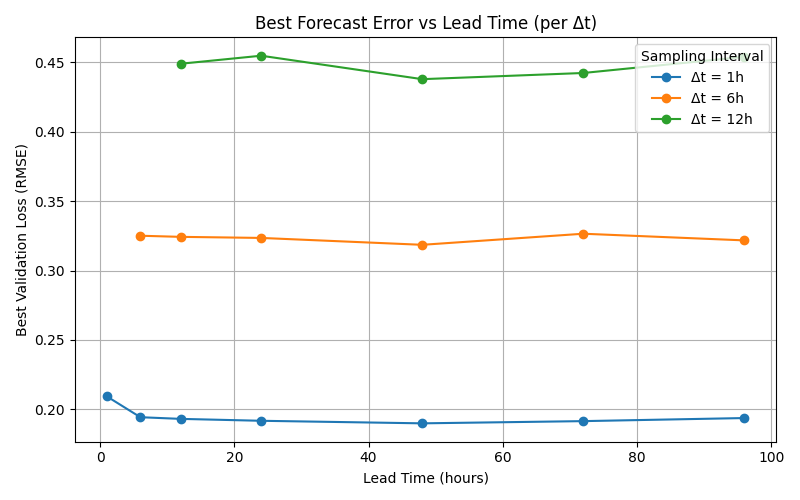 Best Forecast Error vs Lead Time (per Δt)
Best Validation Loss (RMSE)
0.45
0.40
0.35
0.30
0.25
0.20
Sampling Interval
Δt = 1h
Δt = 6h
Δt = 12h
0 20 40 60 80 100
Lead Time (hours)